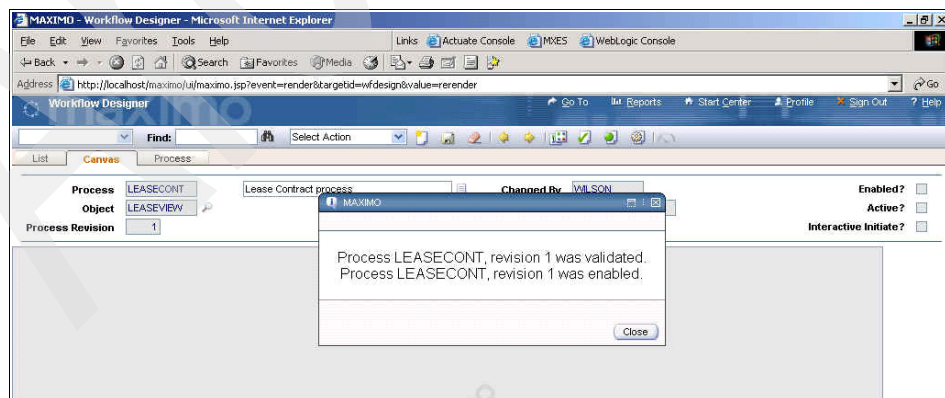 MAXIMO - Workflow Designer - Microsoft Internet Explorer
File Edit View Favorites Tools Help Links Actuate Console MXES WebLogic Console
Back Search Favorites Media
Address http://localhost/maximo/ui/maximo.jsp?event=render&targetid=wfdesign&value=rerender Go
Workflow Designer Go To Reports Start Center Profile Sign Out Help
Find: Select Action
List Canvas Process
Process LEASECONT Lease Contract process Changed By WILSON Enabled?
Object LEASEVIEW Active?
Process Revision 1 Interactive Initiate?
MAXIMO
Process LEASECONT, revision 1 was validated.
Process LEASECONT, revision 1 was enabled.
Close